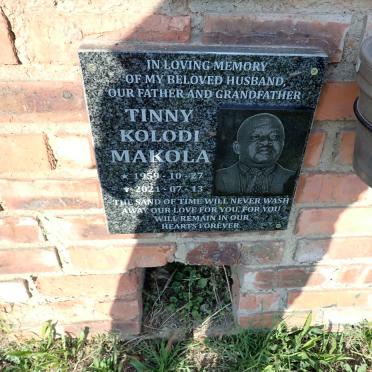 IN LOVING MEMORY
OF MY BELOVED HUSBAND,
OUR FATHER AND GRANDFATHER
TINNY
KOLODI
MAKOLA
★ 1959 - 10 - 27
✞ 2021 - 07 - 13
THE SAND OF TIME WILL NEVER WASH
AWAY OUR LOVE FOR YOU, FOR YOU
WILL REMAIN IN OUR
HEARTS FOREVER.